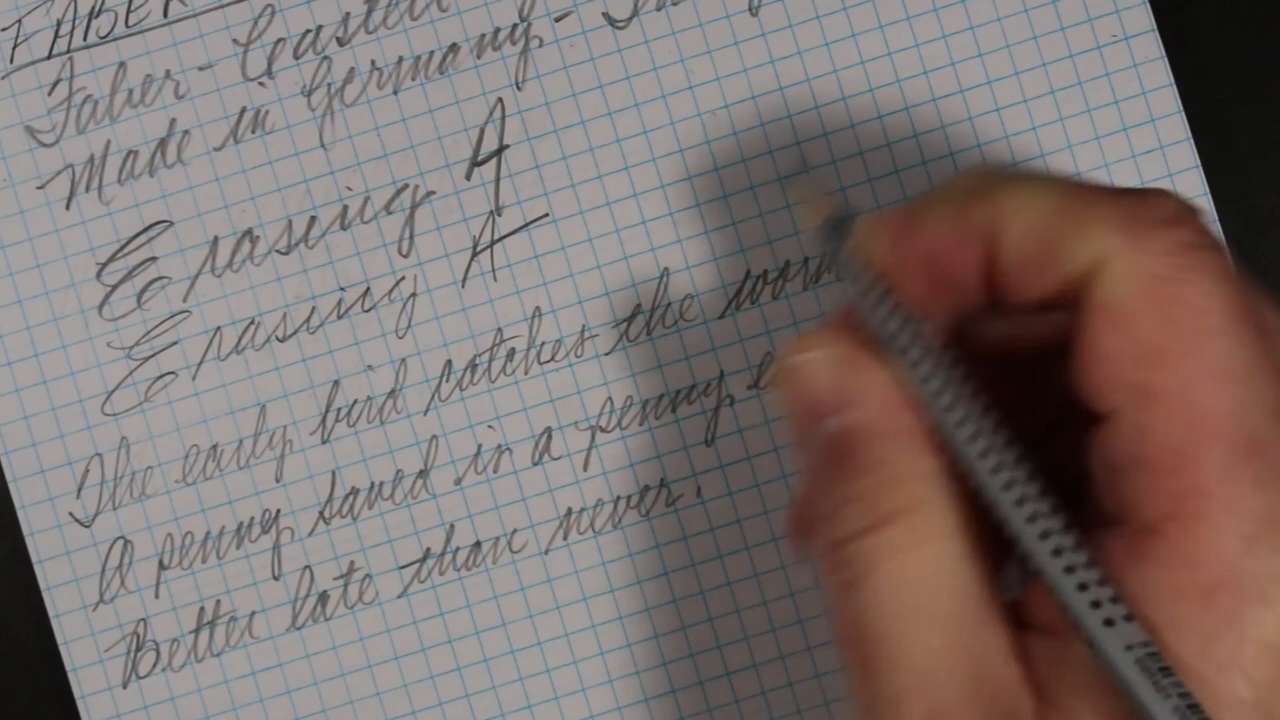 FABER
Faber-Castell
Made in Germany-
Erasing A
Erasing A
The early bird catches the worm
A penny saved is a penny e
Better late than never.